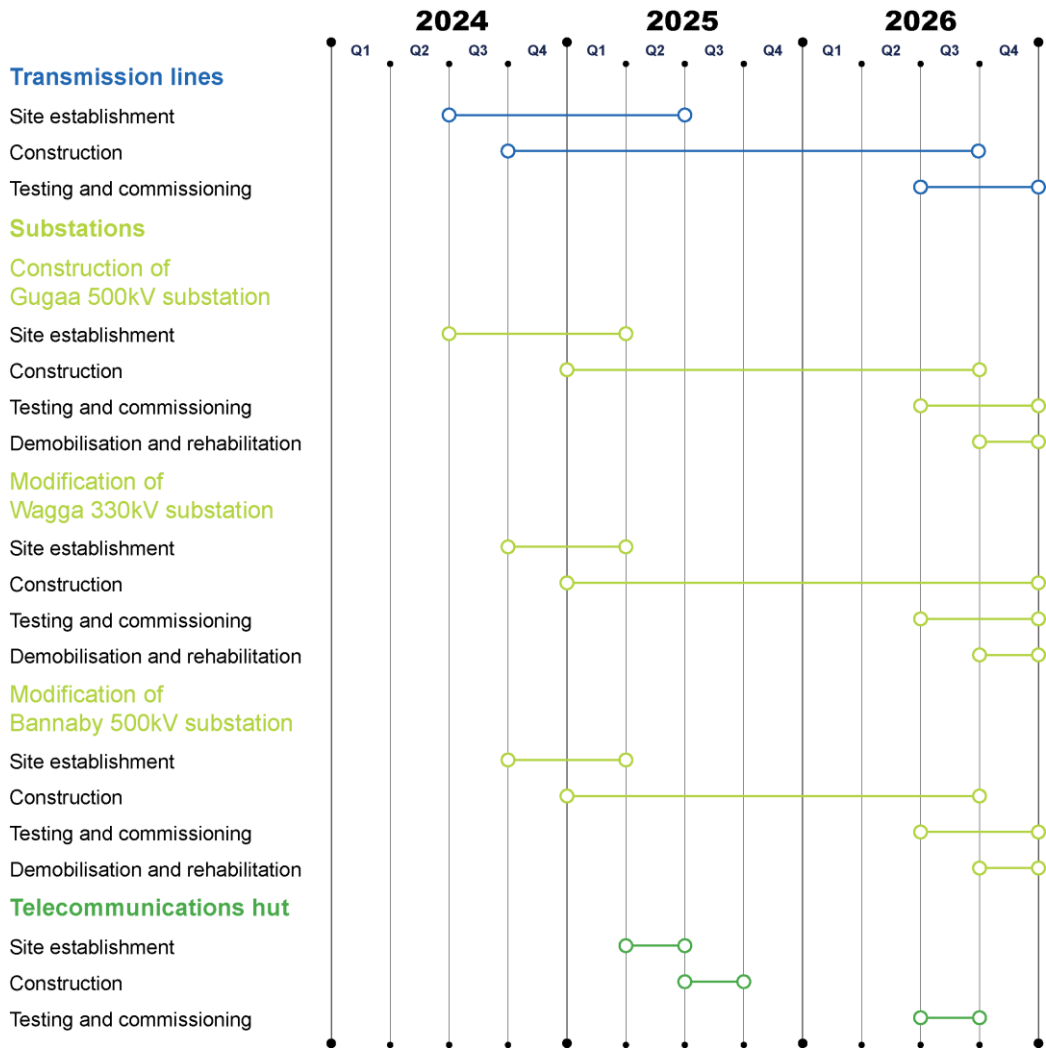 2024 2025 2026
Q1 Q2 Q3 Q4 Q1 Q2 Q3 Q4 Q1 Q2 Q3 Q4
Transmission lines
Site establishment
Construction
Testing and commissioning
Substations
Construction of
Gugaa 500kV substation
Site establishment
Construction
Testing and commissioning
Demobilisation and rehabilitation
Modification of
Wagga 330kV substation
Site establishment
Construction
Testing and commissioning
Demobilisation and rehabilitation
Modification of
Bannaby 500kV substation
Site establishment
Construction
Testing and commissioning
Demobilisation and rehabilitation
Telecommunications hut
Site establishment
Construction
Testing and commissioning